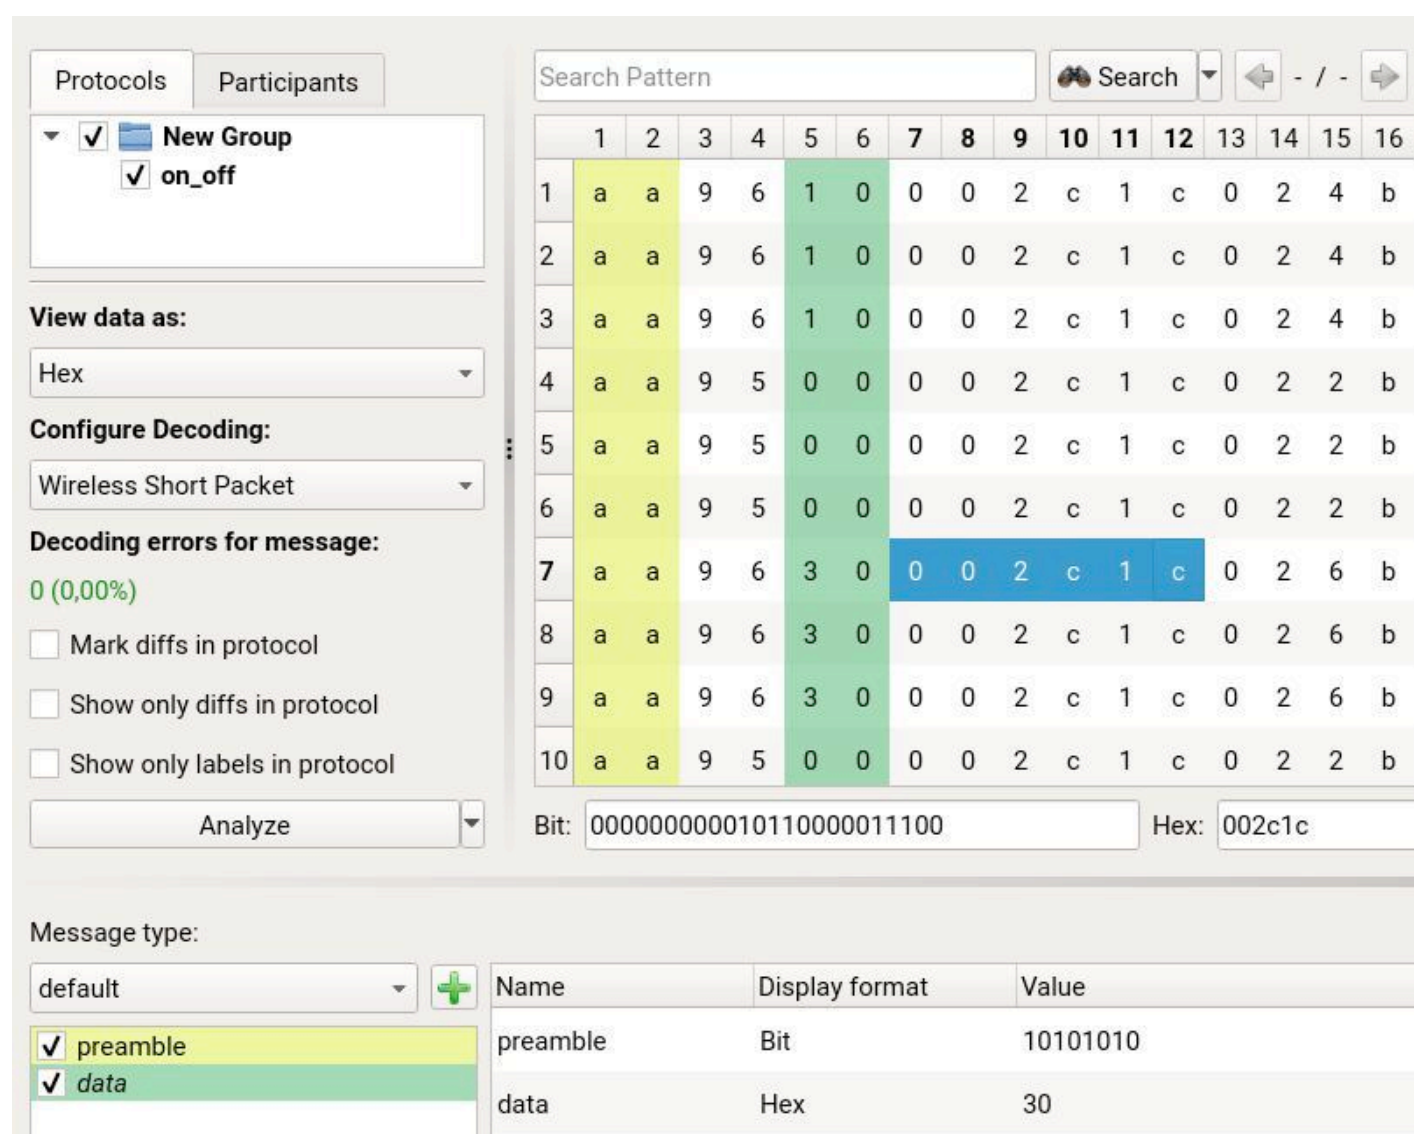 Protocols Participants
New Group
on_off
View data as:
Hex
Configure Decoding:
Wireless Short Packet
Decoding errors for message:
0 (0,00%)
Mark diffs in protocol
Show only diffs in protocol
Show only labels in protocol
Analyze
Search Pattern Search - / -
1 2 3 4 5 6 7 8 9 10 11 12 13 14 15 16
1 a a 9 6 1 0 0 0 2 c 1 c 0 2 4 b
2 a a 9 6 1 0 0 0 2 c 1 c 0 2 4 b
3 a a 9 6 1 0 0 0 2 c 1 c 0 2 4 b
4 a a 9 5 0 0 0 0 2 c 1 c 0 2 2 b
5 a a 9 5 0 0 0 0 2 c 1 c 0 2 2 b
6 a a 9 5 0 0 0 0 2 c 1 c 0 2 2 b
7 a a 9 6 3 0 0 0 2 c 1 c 0 2 6 b
8 a a 9 6 3 0 0 0 2 c 1 c 0 2 6 b
9 a a 9 6 3 0 0 0 2 c 1 c 0 2 6 b
10 a a 9 5 0 0 0 0 2 c 1 c 0 2 2 b
Bit: 000000000010110000011100 Hex: 002c1c
Message type:
default
preamble
data
Name Display format Value
preamble Bit 10101010
data Hex 30